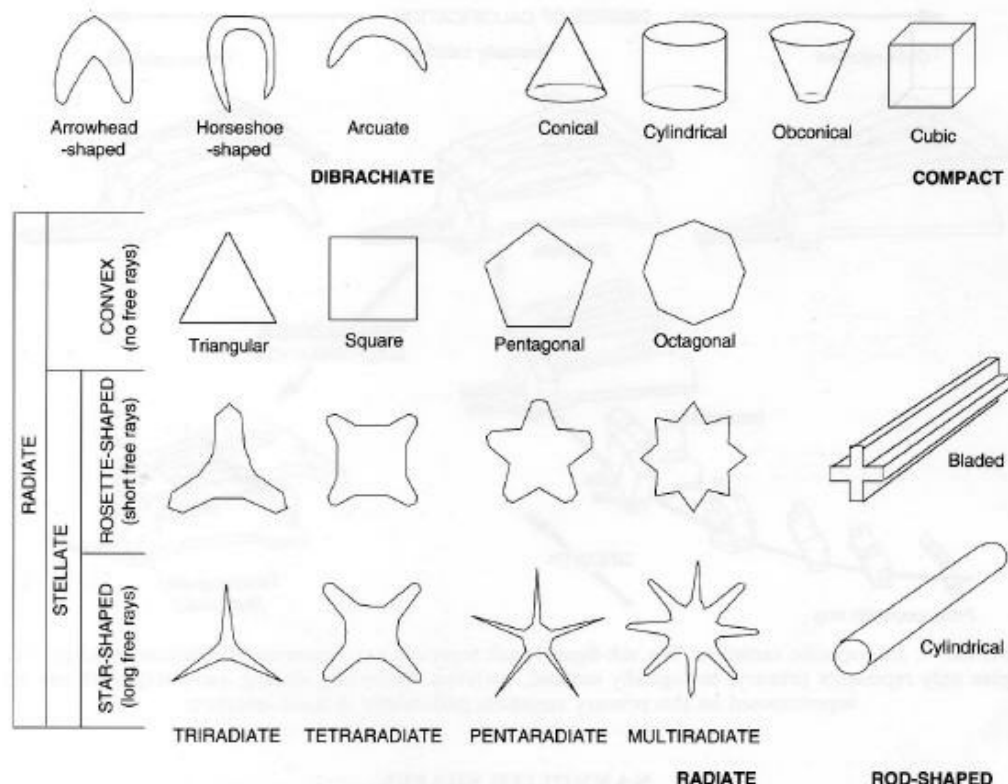 Arrowhead
-shaped
Horseshoe
-shaped
Arcuate
Conical
Cylindrical
Obconical
Cubic
DIBRACHIATE
COMPACT
RADIATE
CONVEX
(no free rays)
Triangular
Square
Pentagonal
Octagonal
STELLATE
ROSETTE-SHAPED
(short free rays)
Bladed
STAR-SHAPED
(long free rays)
Cylindrical
TRIRADIATE
TETRARADIATE
PENTARADIATE
MULTIRADIATE
RADIATE
ROD-SHAPED